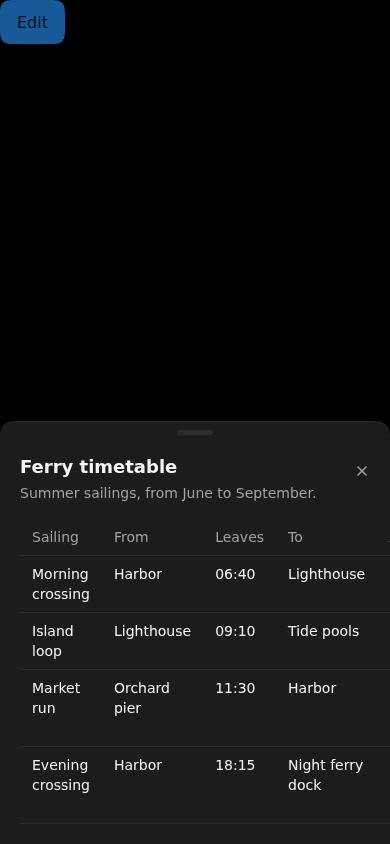 Edit
Ferry timetable
Summer sailings, from June to September.
Sailing From Leaves To
Morning crossing Harbor 06:40 Lighthouse
Island loop Lighthouse 09:10 Tide pools
Market run Orchard pier 11:30 Harbor
Evening crossing Harbor 18:15 Night ferry dock